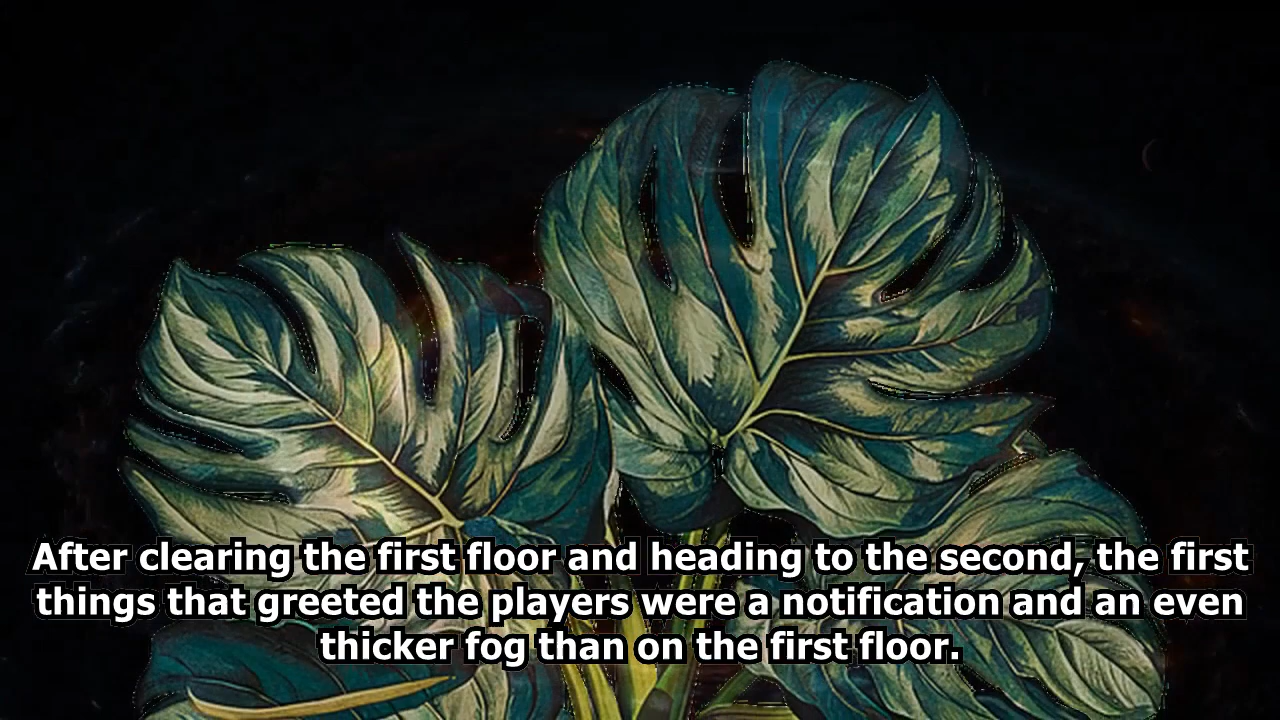 After clearing the first floor and heading to the second, the first
things that greeted the players were a notification and an even
thicker fog than on the first floor.